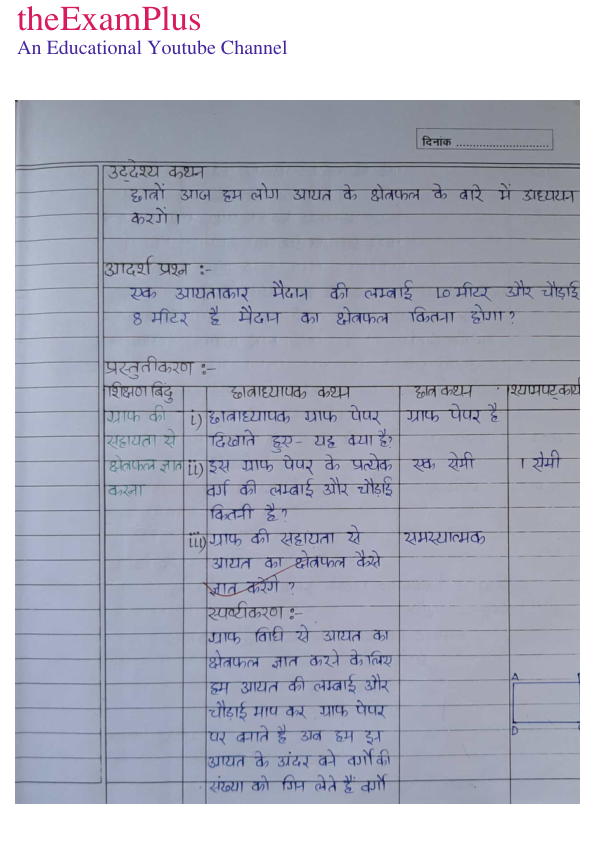 theExamPlus
An Educational Youtube Channel
दिनांक ............................
उद्देश्य कथन
छात्रों आज हम लोग आयत के क्षेत्रफल के बारे में अध्ययन
करगें ।
आदर्श प्रश्न :-
एक आयताकार मैदान की लम्बाई 10 मीटर और चौड़ाई
8 मीटर है मैदान का क्षेत्रफल कितना होगा ?
प्रस्तुतीकरण :-
शिक्षण बिंदु छात्राध्यापक कथन छात्र कथन श्यामपट्कार्य
ग्राफ की i) छात्राध्यापक ग्राफ पेपर ग्राफ पेपर है
सहायता से दिखाते हुए- यह क्या है?
क्षेत्रफल ज्ञात ii) इस ग्राफ पेपर के प्रत्येक एक सेमी 1 सेमी
करना वर्ग की लम्बाई और चौड़ाई
कितनी है ?
iii) ग्राफ की सहायता से समस्यात्मक
आयत का क्षेत्रफल कैसे
ज्ञात करेंगे ?
स्पष्टीकरण :-
ग्राफ विधि से आयत का
क्षेत्रफल ज्ञात करने के लिए
हम आयत की लम्बाई और
चौड़ाई माप कर ग्राफ पेपर A
पर बनाते है अब हम इस D
आयत के अंदर बने वर्गों की
संख्या को गिन लेते हैं वर्गों